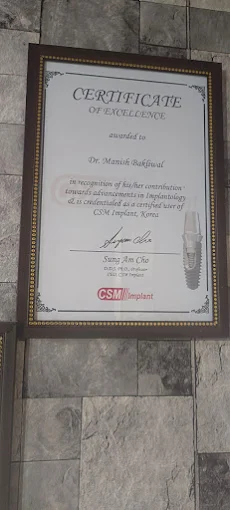 CERTIFICATE
OF EXCELLENCE
awarded to
Dr. Manish Bakliwal
in recognition of his/her contribution
towards advancements in Implantology
& is credentialed as a certified user of
CSM Implant, Korea
Sung Am Cho
CSM Implant